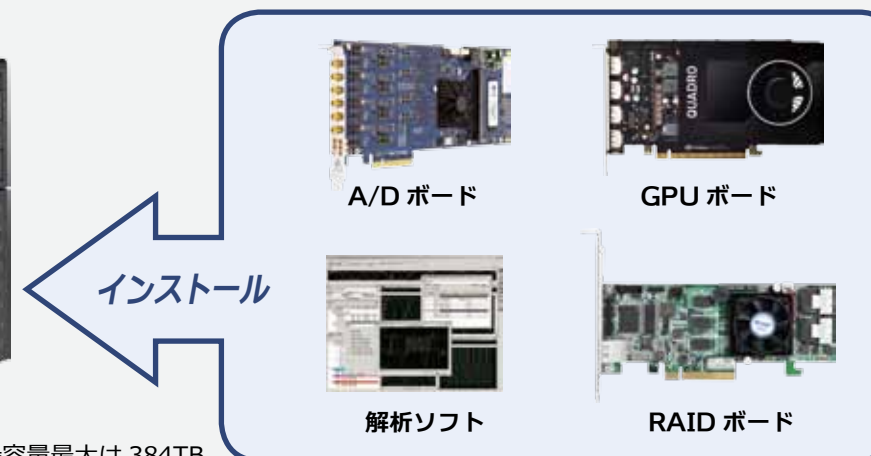 QUADRO
A/D ボード
GPU ボード
インストール
解析ソフト
RAID ボード
容量最大は 384TB